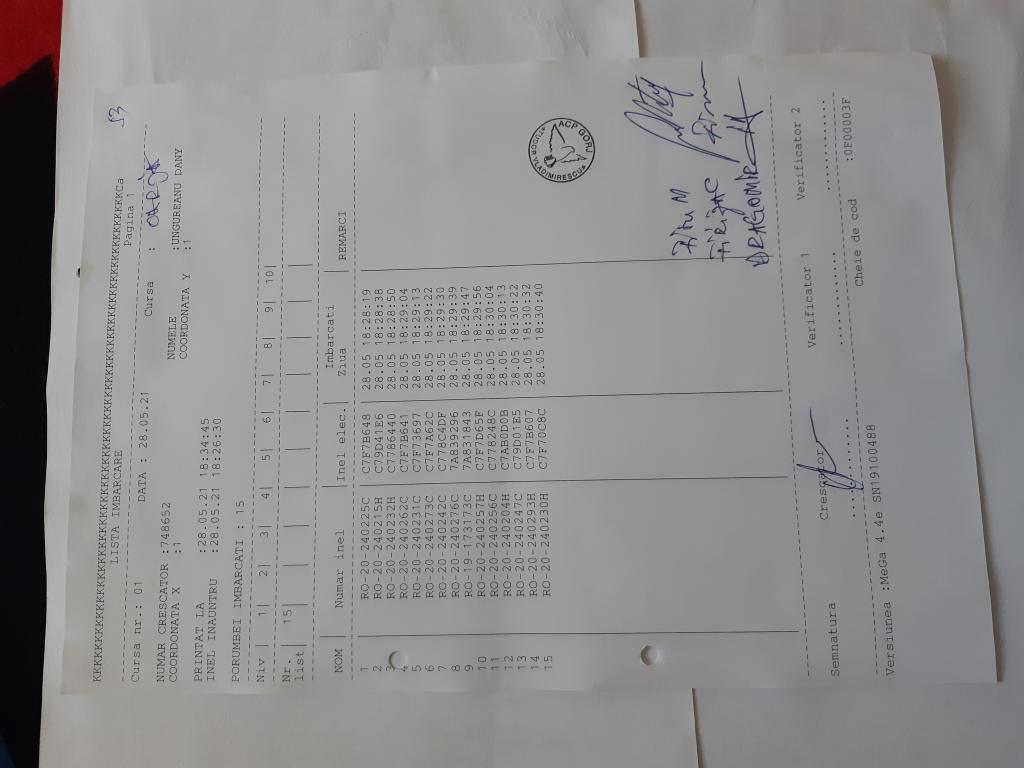 53
KKKKKKKKKKKKKKKKKKKKKKKKKKKKKKKKKKKKKKKKKKKKKKKKKKKKKKKKKKKKKKKKKKKKKKKCa
LISTA IMBARCARE Pagina 1
Cursa nr.: 01 DATA : 28.05.21 Cursa :
NUMAR CRESCATOR :748652 NUMELE :UNGUREANU DANY
COORDONATA X :1 COORDONATA Y :1
PRINTAT LA :28.05.21 18:34:45
INEL INAUNTRU :28.05.21 18:26:30
PORUMBEI IMBARCATI : 15
Niv | 1| 2| 3| 4| 5| 6| 7| 8| 9| 10|
Nr. | 15| | | | | | | | | |
list| | | | | | | | | | |
NOM | Numar inel |Inel elec.| Imbarcati Ziua | REMARCI
1 RO-20-240225C C7F7B648 28.05 18:28:19
2 RO-20-240215H C79D41E6 28.05 18:28:38
3 RO-20-240232H C7786440 28.05 18:28:50
4 RO-20-240262C C7F7B641 28.05 18:29:04
5 RO-20-240231C C7F73697 28.05 18:29:13
6 RO-20-240273C C7F7A62C 28.05 18:29:22
7 RO-20-240242C C778C4DF 28.05 18:29:30
8 RO-20-240276C 7A839296 28.05 18:29:39
9 RO-19-173173C 7A831843 28.05 18:29:47
10 RO-20-240257H C7F7D65F 28.05 18:29:56
11 RO-20-240256C C778248C 28.05 18:30:04
12 RO-20-240204H C7AB0D0B 28.05 18:30:13
13 RO-20-240247C C79D01E5 28.05 18:30:22
14 RO-20-240293H C7F7B607 28.05 18:30:32
15 RO-20-240230H C7F70C8C 28.05 18:30:40
ACP GORJ
*TUDOR VLADIMIRESCU*
DRAGOMIR
Semnatura Crescator Verificator 1 Verificator 2
Cheie de cod :0F00003F
Versiunea :MeGa 4.4e SN19100488